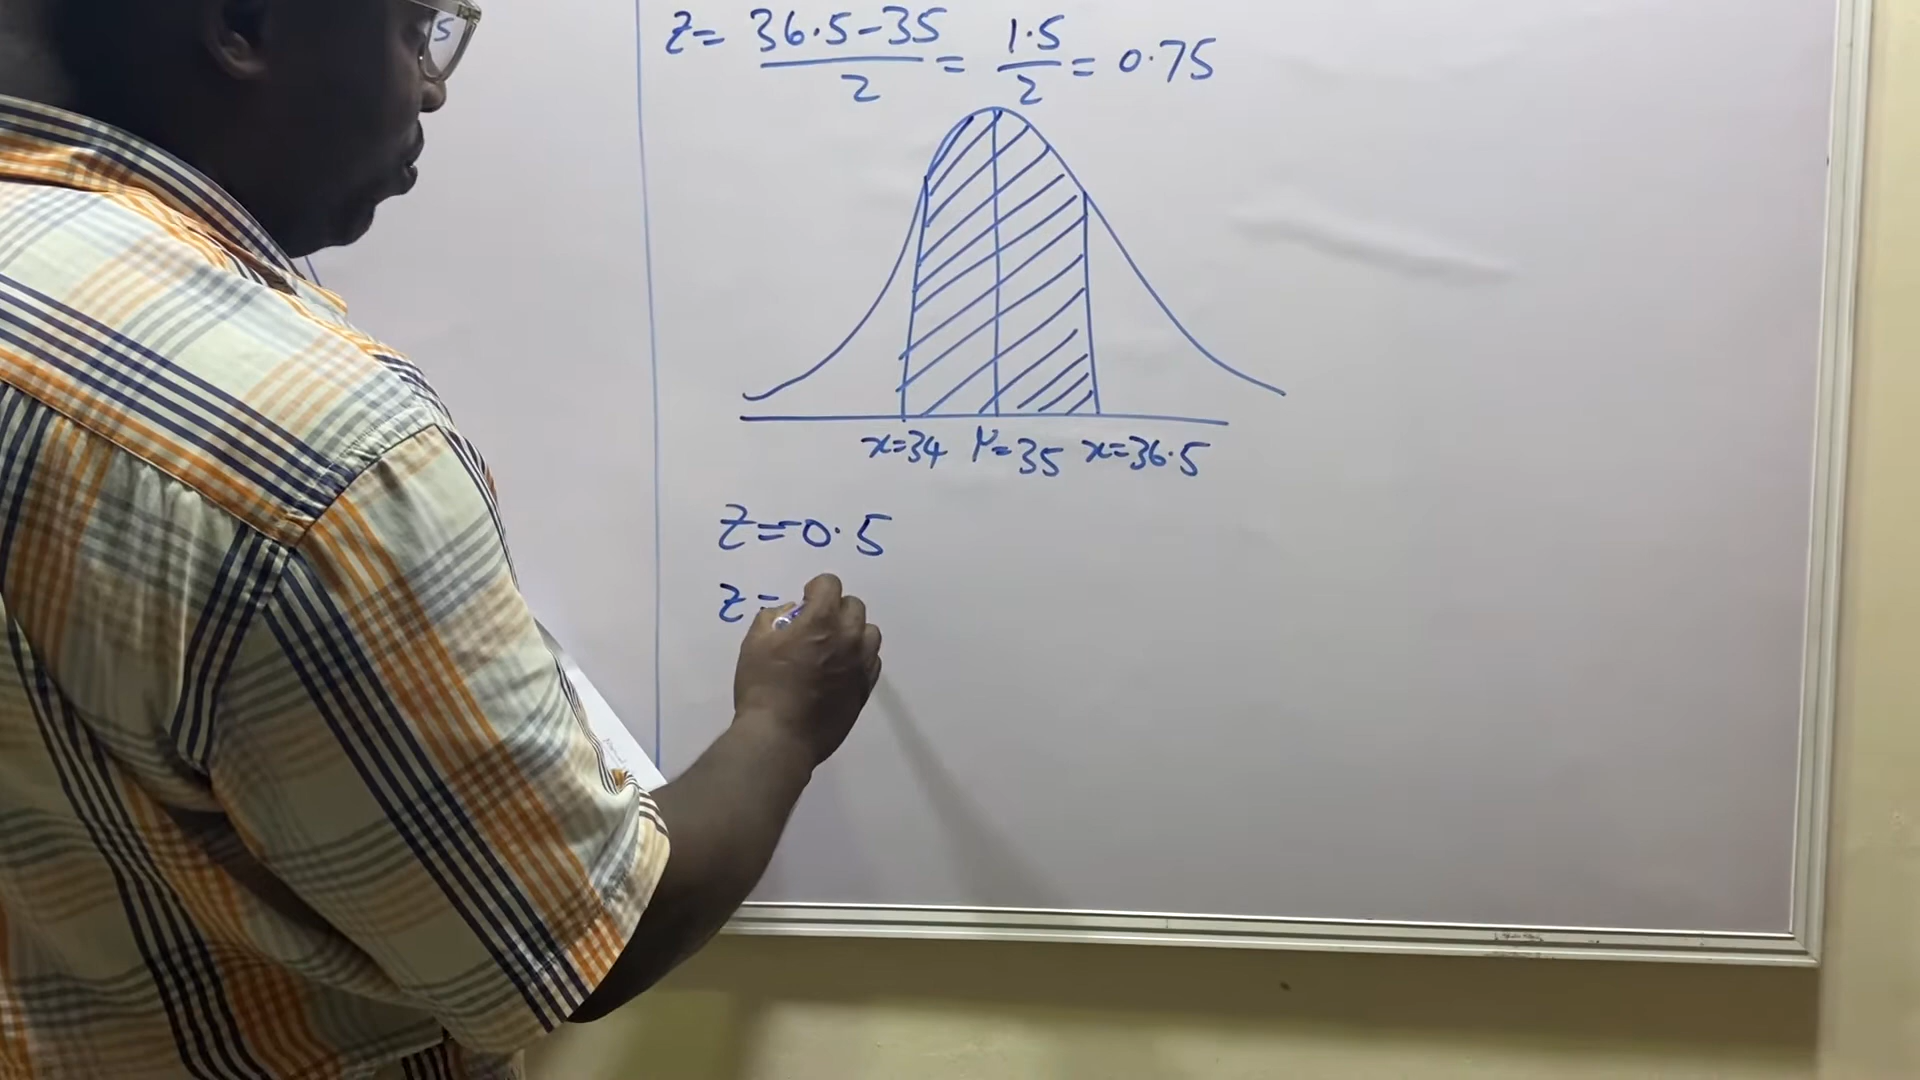 z = 36.5-35 / 2 = 1.5 / 2 = 0.75
x=34 μ=35 x=36.5
z=-0.5
z=